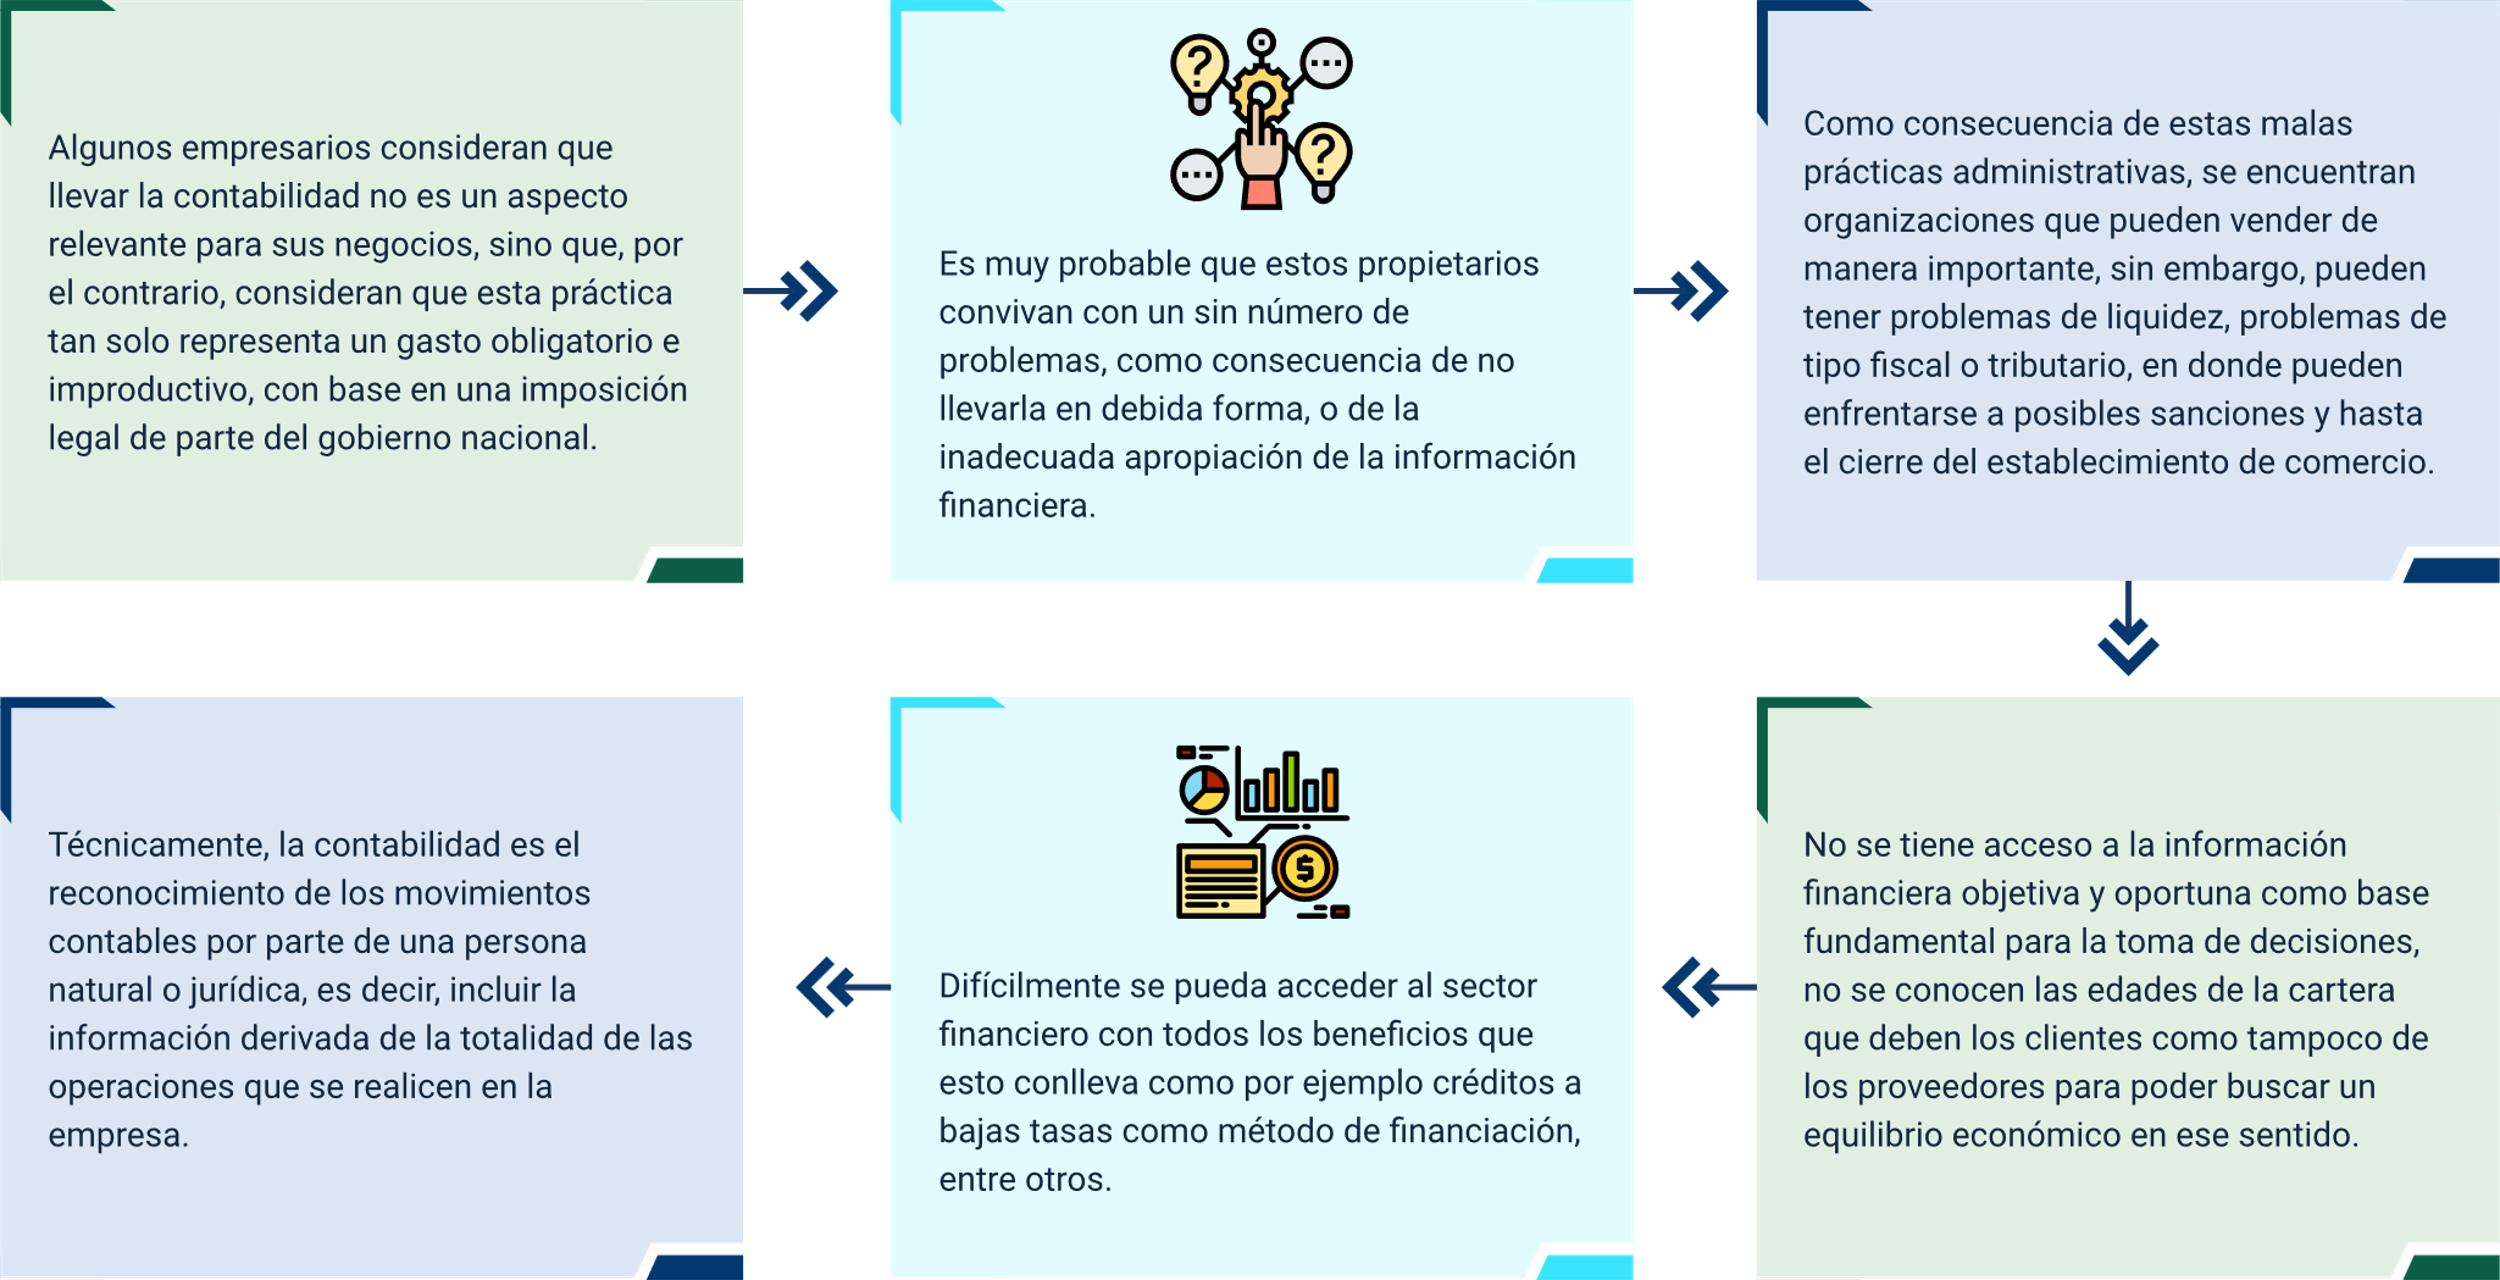 Algunos empresarios consideran que
llevar la contabilidad no es un aspecto
relevante para sus negocios, sino que, por
el contrario, consideran que esta práctica
tan solo representa un gasto obligatorio e
improductivo, con base en una imposición
legal de parte del gobierno nacional.
Es muy probable que estos propietarios
convivan con un sin número de
problemas, como consecuencia de no
llevarla en debida forma, o de la
inadecuada apropiación de la información
financiera.
Como consecuencia de estas malas
prácticas administrativas, se encuentran
organizaciones que pueden vender de
manera importante, sin embargo, pueden
tener problemas de liquidez, problemas de
tipo fiscal o tributario, en donde pueden
enfrentarse a posibles sanciones y hasta
el cierre del establecimiento de comercio.
No se tiene acceso a la información
financiera objetiva y oportuna como base
fundamental para la toma de decisiones,
no se conocen las edades de la cartera
que deben los clientes como tampoco de
los proveedores para poder buscar un
equilibrio económico en ese sentido.
Difícilmente se pueda acceder al sector
financiero con todos los beneficios que
esto conlleva como por ejemplo créditos a
bajas tasas como método de financiación,
entre otros.
Técnicamente, la contabilidad es el
reconocimiento de los movimientos
contables por parte de una persona
natural o jurídica, es decir, incluir la
información derivada de la totalidad de las
operaciones que se realicen en la
empresa.